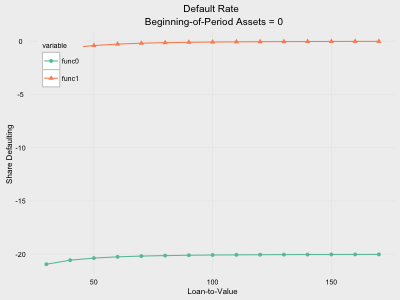 Default Rate
Beginning-of-Period Assets = 0
variable
func0
func1
0
-5
-10
-15
-20
Share Defaulting
50
100
150
Loan-to-Value